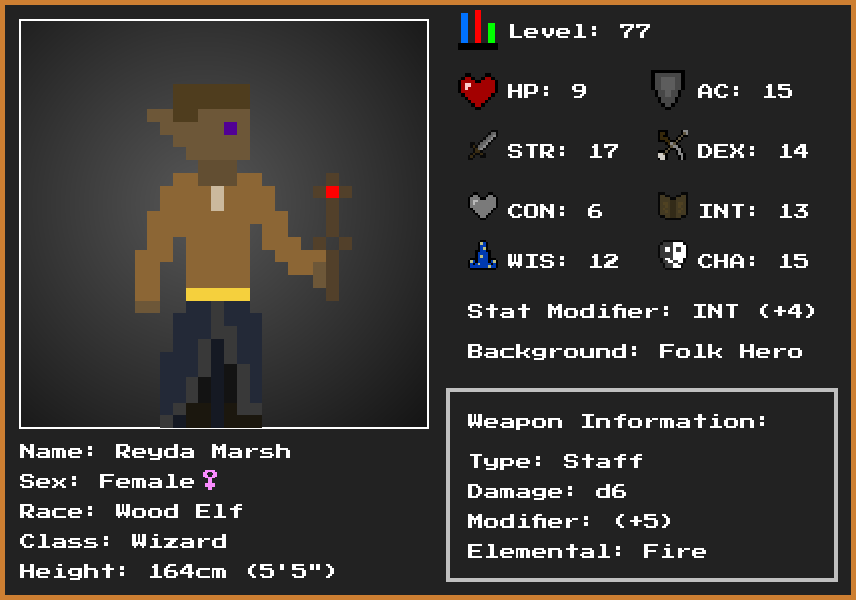 Level: 77
HP: 9
AC: 15
STR: 17
DEX: 14
CON: 6
INT: 13
WIS: 12
CHA: 15
Stat Modifier: INT (+4)
Background: Folk Hero
Weapon Information:
Type: Staff
Damage: d6
Modifier: (+5)
Elemental: Fire
Name: Reyda Marsh
Sex: Female♀
Race: Wood Elf
Class: Wizard
Height: 164cm (5'5")